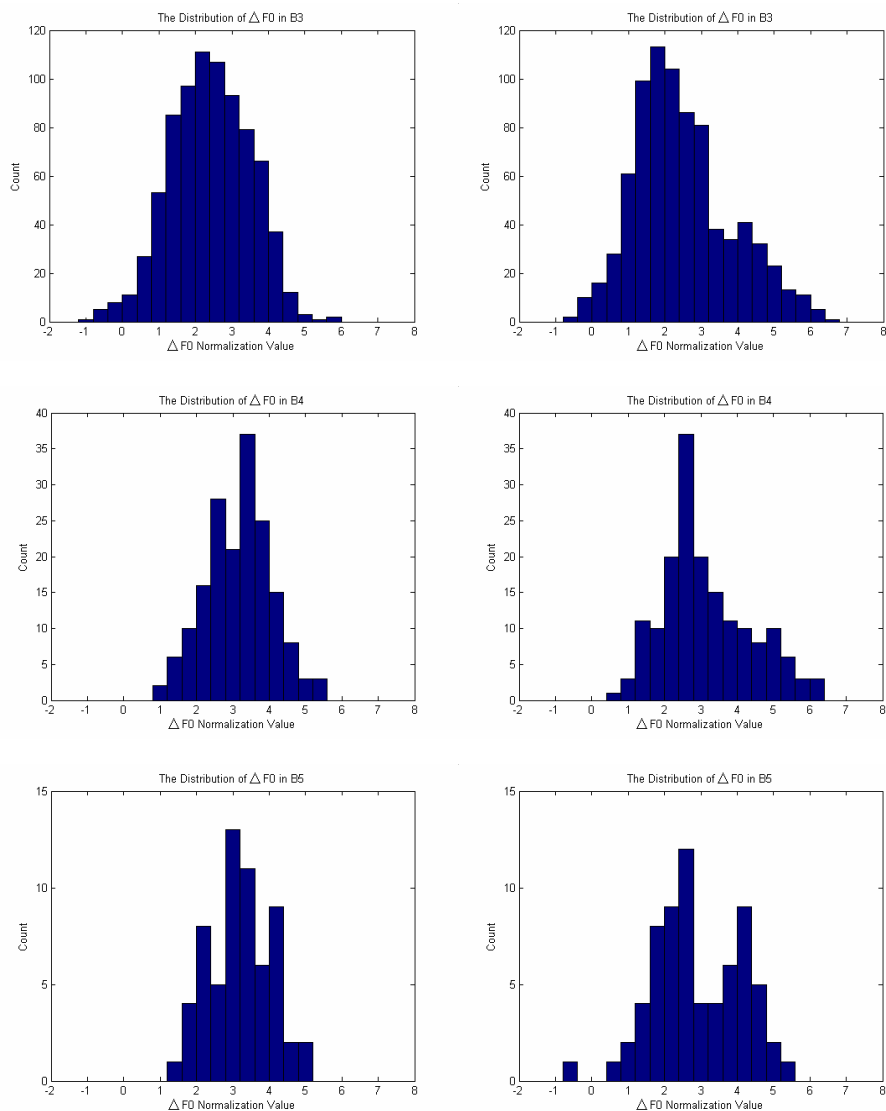 The Distribution of △ F0 in B3
120
100
80
60
40
20
0
Count
-2 -1 0 1 2 3 4 5 6 7 8
△ F0 Normalization Value
The Distribution of △ F0 in B3
120
100
80
60
40
20
0
Count
-2 -1 0 1 2 3 4 5 6 7 8
△ F0 Normalization Value
The Distribution of △ F0 in B4
40
35
30
25
20
15
10
5
0
Count
-2 -1 0 1 2 3 4 5 6 7 8
△ F0 Normalization Value
The Distribution of △ F0 in B4
40
35
30
25
20
15
10
5
0
Count
-2 -1 0 1 2 3 4 5 6 7 8
△ F0 Normalization Value
The Distribution of △ F0 in B5
15
10
5
0
Count
-2 -1 0 1 2 3 4 5 6 7 8
△ F0 Normalization Value
The Distribution of △ F0 in B5
15
10
5
0
Count
-2 -1 0 1 2 3 4 5 6 7 8
△ F0 Normalization Value